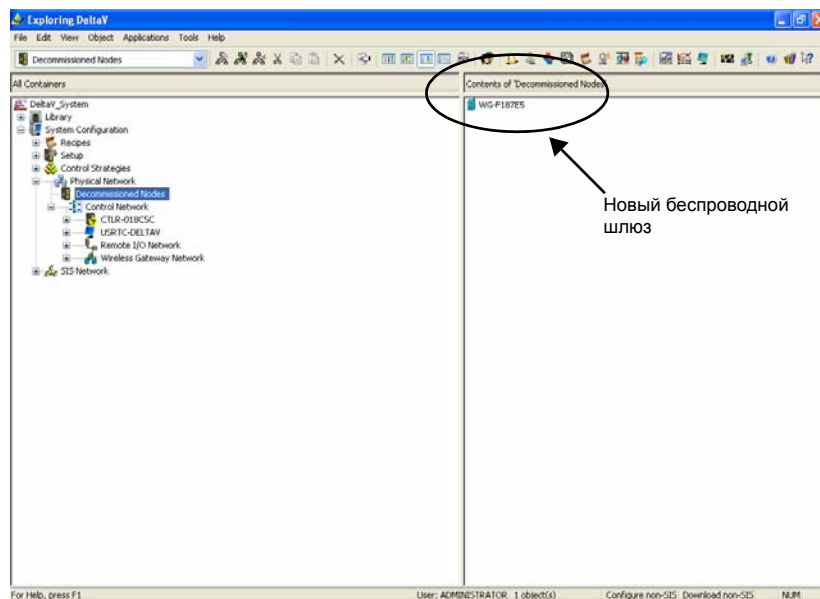 Exploring DeltaV
File Edit View Object Applications Tools Help
Decommissioned Nodes
All Containers
DeltaV_System
Library
System Configuration
Recipes
Setup
Control Strategies
Physical Network
Decommissioned Nodes
Control Network
CTLR-018C5C
USRTC-DELTAV
Remote I/O Network
Wireless Gateway Network
SIS Network
Contents of 'Decommissioned Nodes'
WG-F187E5
Новый беспроводной
шлюз
For Help, press F1
User: ADMINISTRATOR 1 object(s) Configure non-SIS Download non-SIS NUM